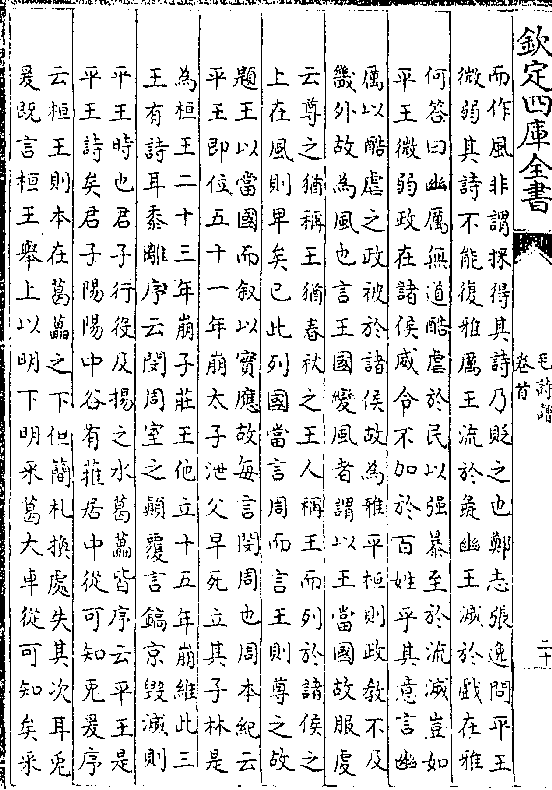 欽定四庫全書
毛詩譜
卷首
二十
而作風非謂採得其詩乃貶之也鄭志張逸問平王
微弱其詩不能復雅厲王流於彘幽王滅於戲在雅
何答曰幽厲無道酷虐於民以强暴至於流滅豈如
平王微弱政在諸侯威令不加於百姓乎其意言幽
厲以酷虐之政被於諸侯故為雅平桓則政教不及
畿外故為風也言王國變風者謂以王當國故服虔
云尊之猶稱王猶春秋之王人稱王而列於諸侯之
上在風則卑矣已此列國當言周而言王則尊之故
題王以當國而叙以實應故每言閔周也周本紀云
平王即位五十一年崩太子洩父早死立其子林是
為桓王二十三年崩子莊王佗立十五年崩維此三
王有詩耳黍離序云閔周室之顛覆言鎬京毀滅則
平王時也君子行役及揚之水葛藟皆序云平王是
平王詩矣君子陽陽中谷有蓷居中從可知兎爰序
云桓王則本在葛藟之下但簡札換處失其次耳兎
爰既言桓王舉上以明下明采葛大車從可知矣采